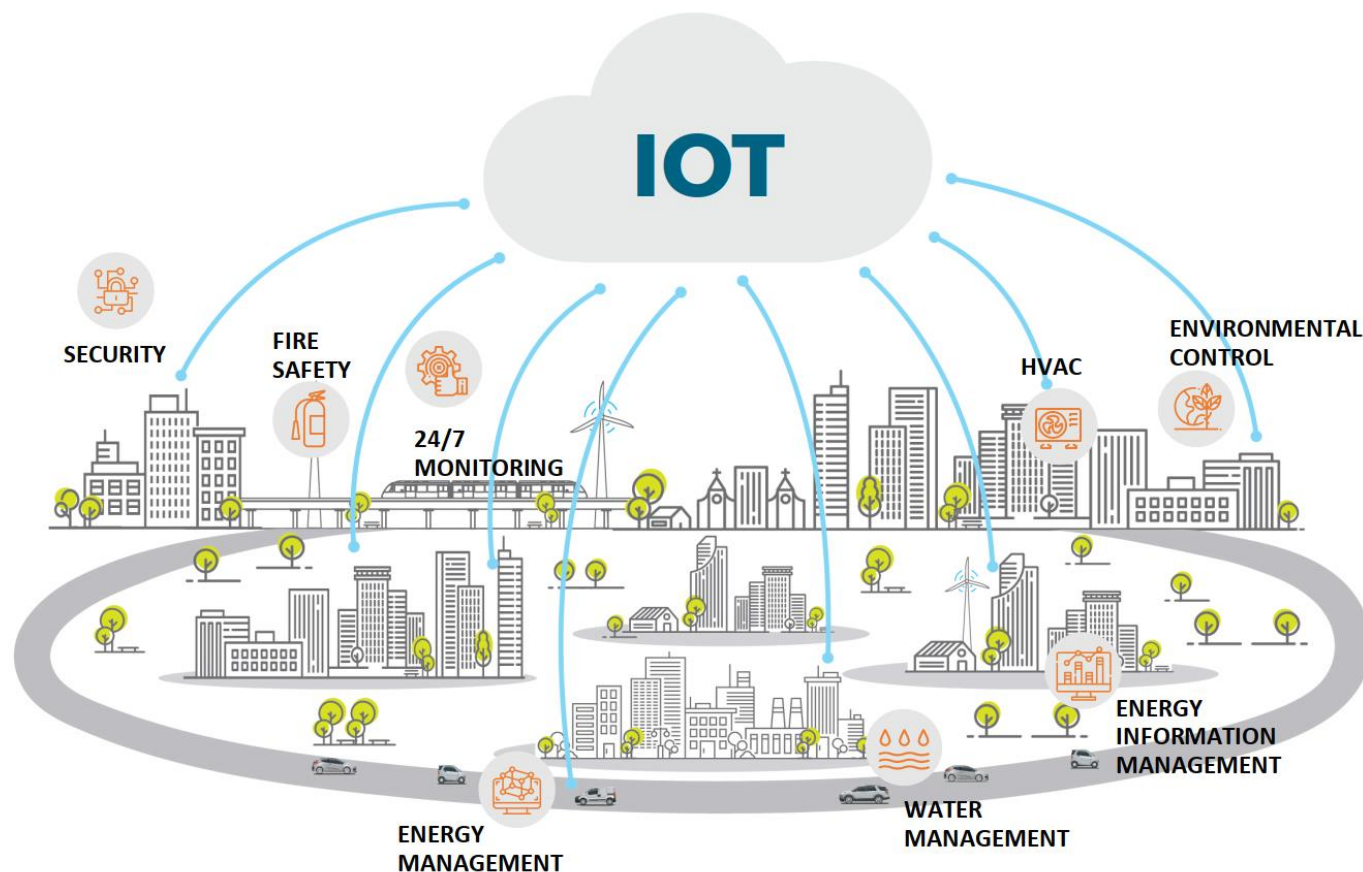 IOT
SECURITY
FIRE
SAFETY
24/7
MONITORING
HVAC
ENVIRONMENTAL
CONTROL
ENERGY
INFORMATION
MANAGEMENT
WATER
MANAGEMENT
ENERGY
MANAGEMENT